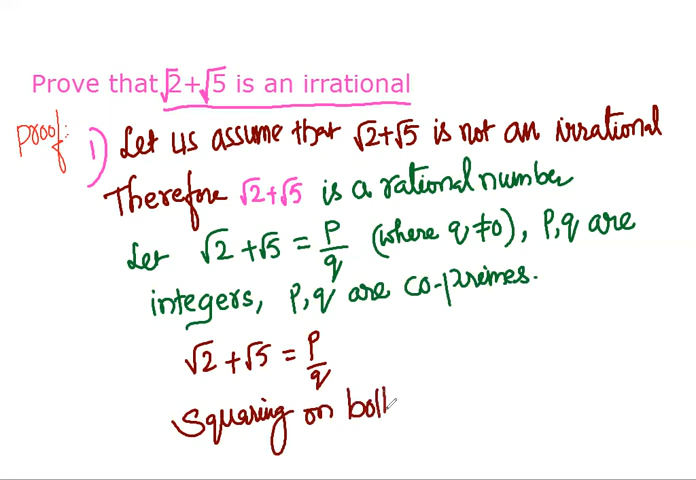 Prove that √2+√5 is an irrational
Proof:
1) Let us assume that √2+√5 is not an irrational
Therefore √2+√5 is a rational number
Let √2+√5 = P/q (where q≠0), P,q are
integers, P,q are co-primes.
√2+√5 = P/q
Squaring on